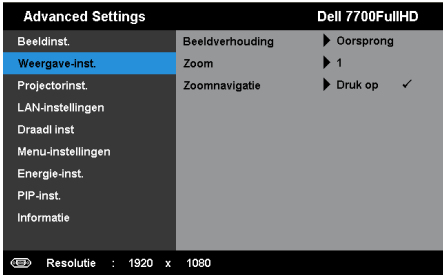 Advanced Settings Dell 7700FullHD
Beeldinst. Beeldverhouding Oorsprong
Weergave-inst. Zoom 1
Projectorinst. Zoomnavigatie Druk op ✓
LAN-instellingen
Draadl inst
Menu-instellingen
Energie-inst.
PIP-inst.
Informatie
Resolutie : 1920 x 1080